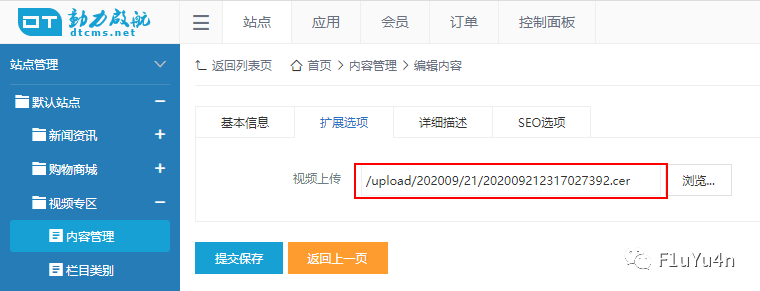 动力启航
dtcms.net
站点 应用 会员 订单 控制面板
站点管理
返回列表页 首页 内容管理 编辑内容
默认站点
新闻资讯
购物商城
视频专区
内容管理
栏目类别
基本信息 扩展选项 详细描述 SEO选项
视频上传 /upload/202009/21/202009212317027392.cer 浏览...
提交保存 返回上一页
F1uYu4n